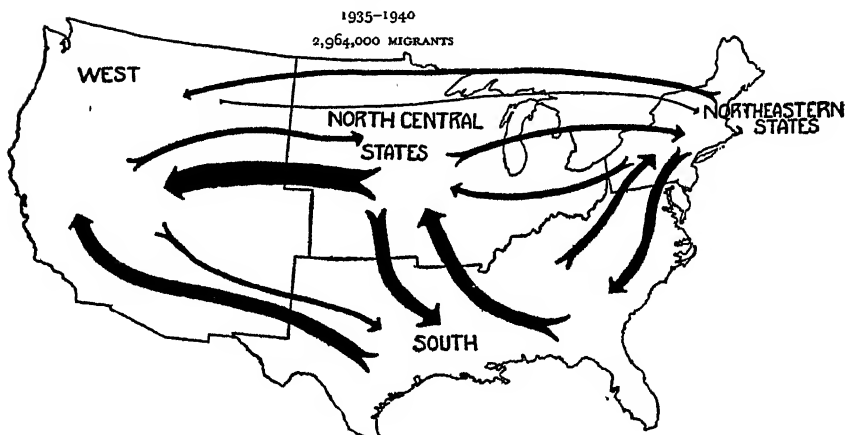 1935–1940
2,964,000 MIGRANTS
WEST
NORTH CENTRAL
STATES
NORTHEASTERN
STATES
SOUTH